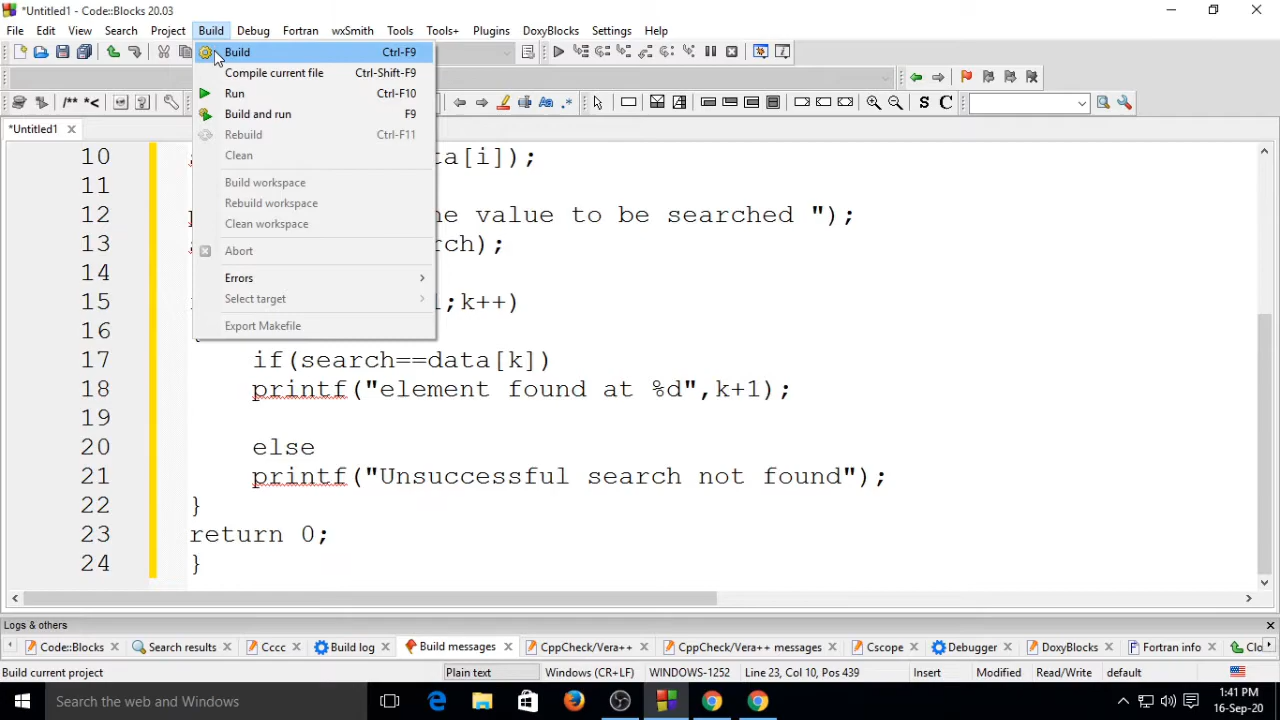 *Untitled1 - Code::Blocks 20.03
File Edit View Search Project Build Debug Fortran wxSmith Tools Tools+ Plugins DoxyBlocks Settings Help
Build Ctrl-F9
Compile current file Ctrl-Shift-F9
Run Ctrl-F10
/** *< Aa .* S C
Build and run F9
*Untitled1
Rebuild Ctrl-F11
Clean
10 ta[i]);
Build workspace
11
Rebuild workspace
12 ne value to be searched ");
Clean workspace
13 rch);
Abort
14
Errors
15 ;k++)
Select target
16
Export Makefile
17 if(search==data[k])
18 printf("element found at %d",k+1);
19
20 else
21 printf("Unsuccessful search not found");
22 }
23 return 0;
24 }
Logs & others
Code::Blocks Search results Cccc Build log Build messages CppCheck/Vera++ CppCheck/Vera++ messages Cscope Debugger DoxyBlocks Fortran info Clo
Build current project Plain text Windows (CR+LF) WINDOWS-1252 Line 23, Col 10, Pos 439 Insert Modified Read/Write default
Search the web and Windows
1:41 PM
16-Sep-20